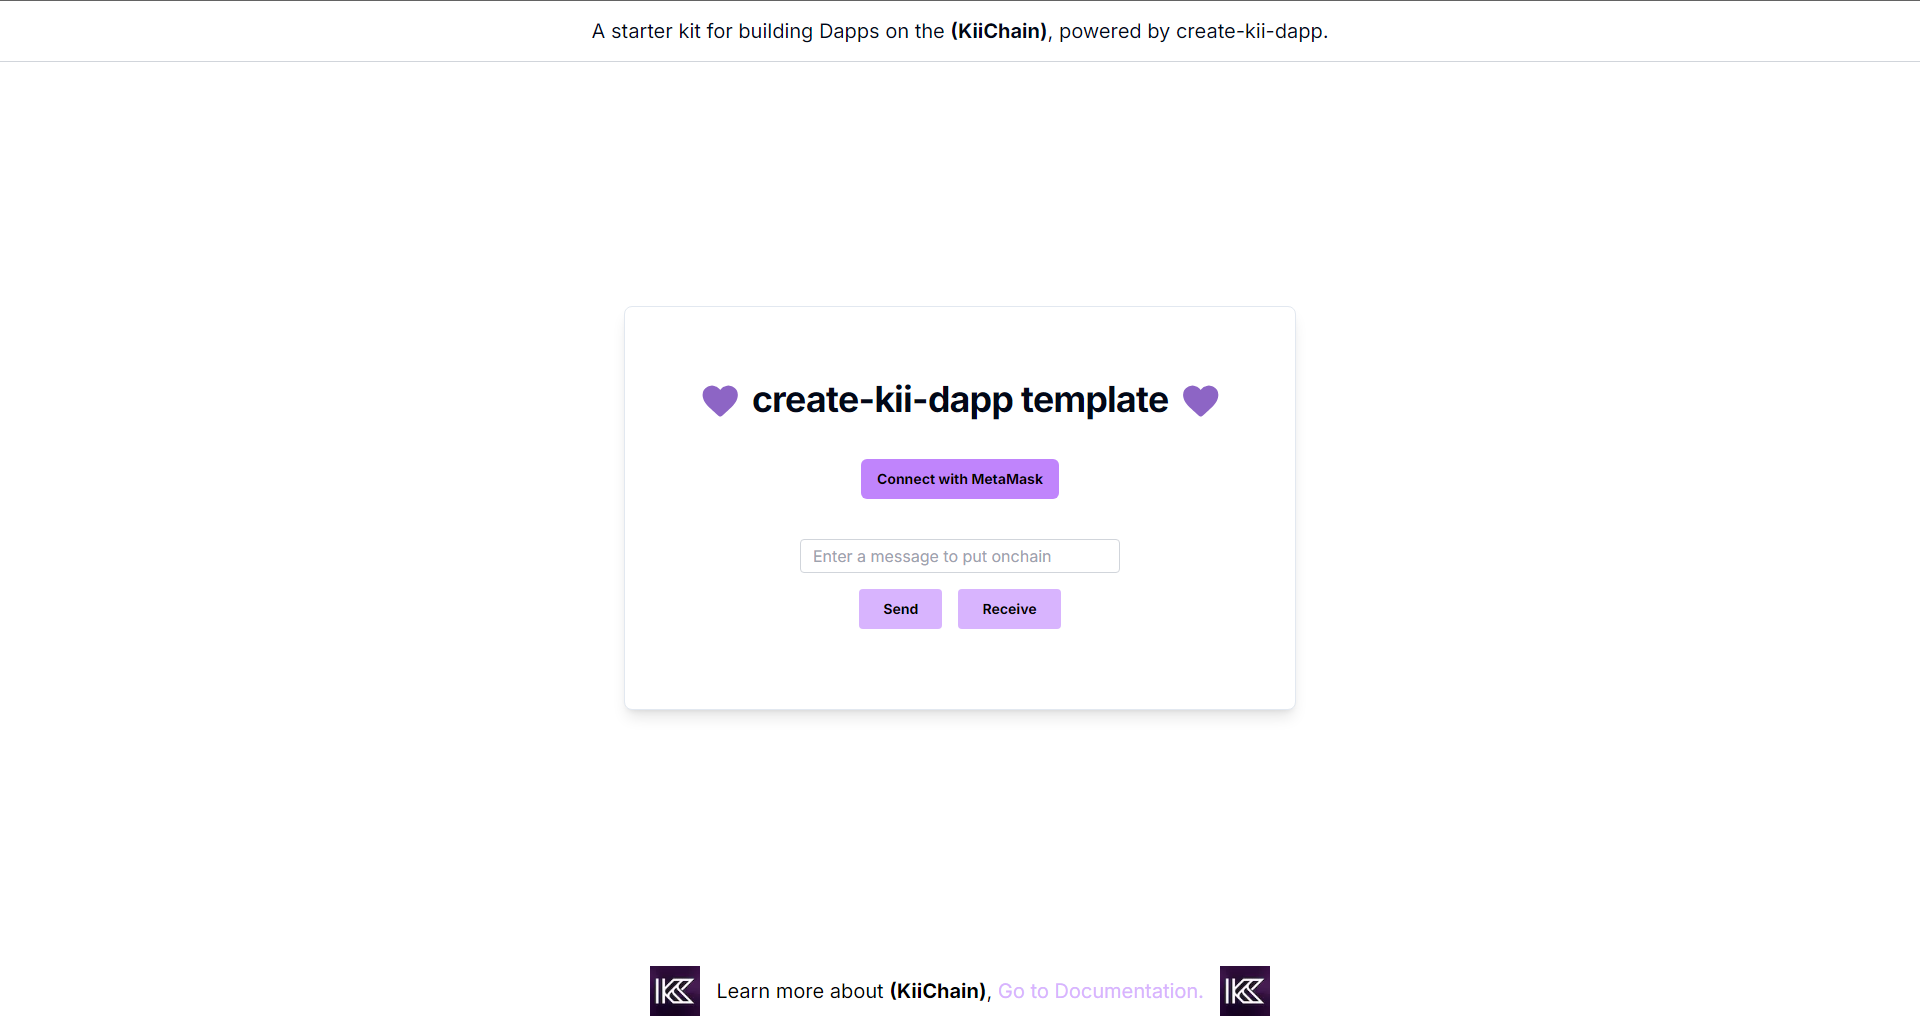 A starter kit for building Dapps on the (KiiChain), powered by create-kii-dapp.
create-kii-dapp template
Connect with MetaMask
Enter a message to put onchain
Send Receive
Learn more about (KiiChain), Go to Documentation.